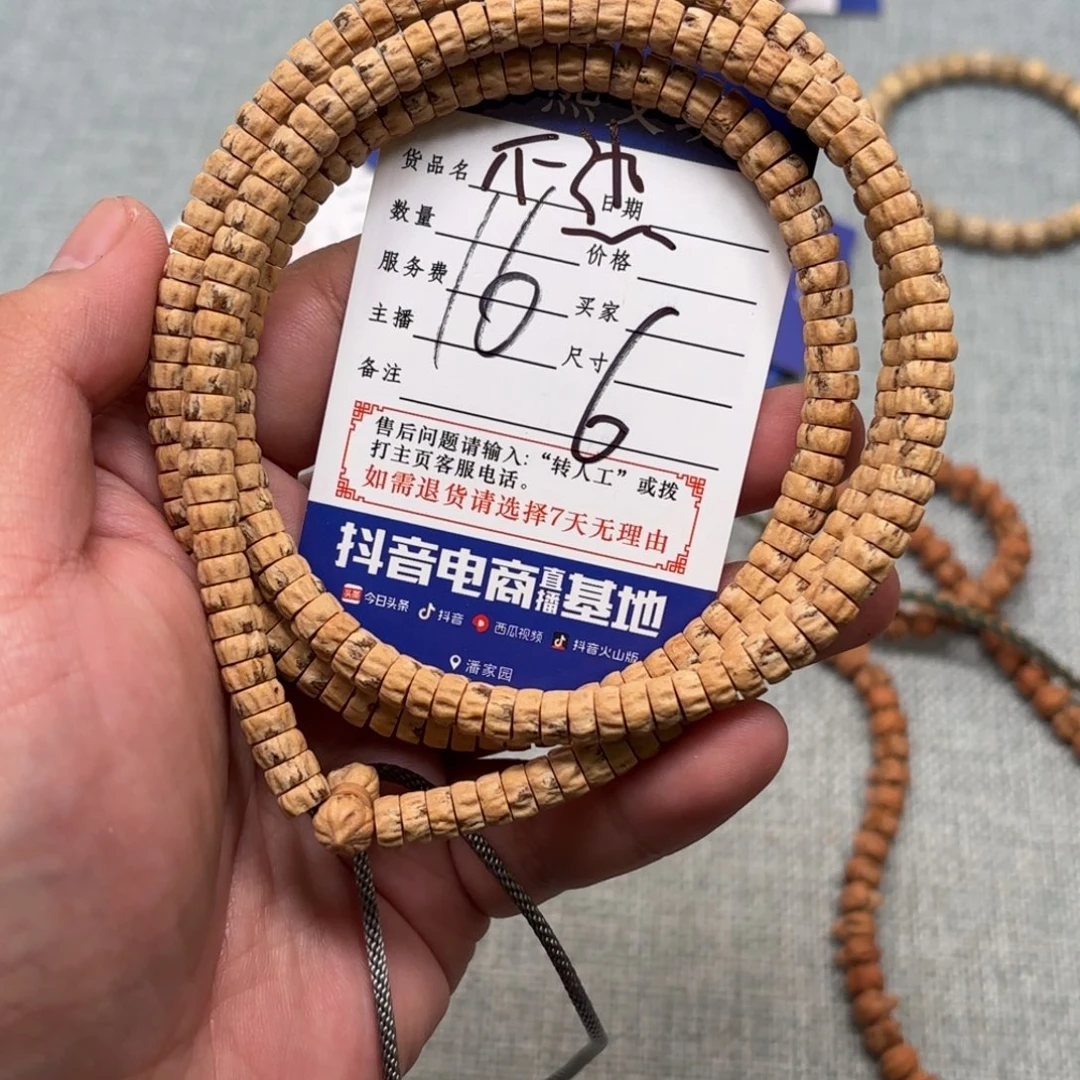 货品名 不染 日期
数量 价格
服务费 买家
主播 尺寸
备注
16
6
售后问题请输入：“转人工”或拨
打主页客服电话。
如需退货请选择7天无理由
抖音电商直播基地
头条 今日头条 抖音 西瓜视频 抖音火山版
潘家园